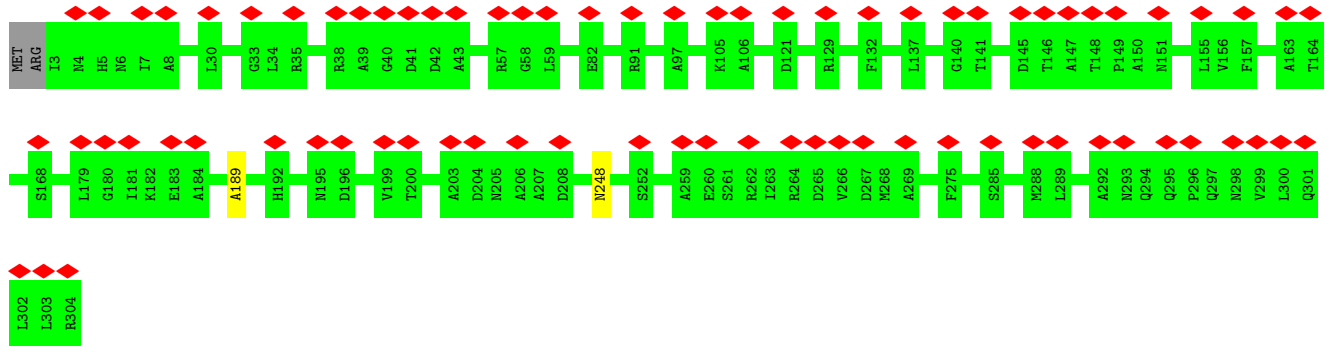 MET ARG I3 N4 H5 N6 I7 A8 L30 G33 L34 R35 R38 A39 G40 D41 D42 A43 R57 G58 L59 E82 R91 A97 K105 A106 D121 R129 F132 L137 G140 T141 D145 T146 A147 T148 P149 A150 N151 L155 V156 F157 A163 T164
S168 L179 G180 I181 K182 E183 A184 A189 H192 N195 D196 V199 T200 A203 D204 N205 A206 A207 D208 N248 S252 A259 E260 S261 R262 I263 R264 D265 V266 D267 M268 A269 F275 S285 M288 L289 A292 N293 Q294 Q295 P296 Q297 N298 V299 L300 Q301
L302 L303 R304